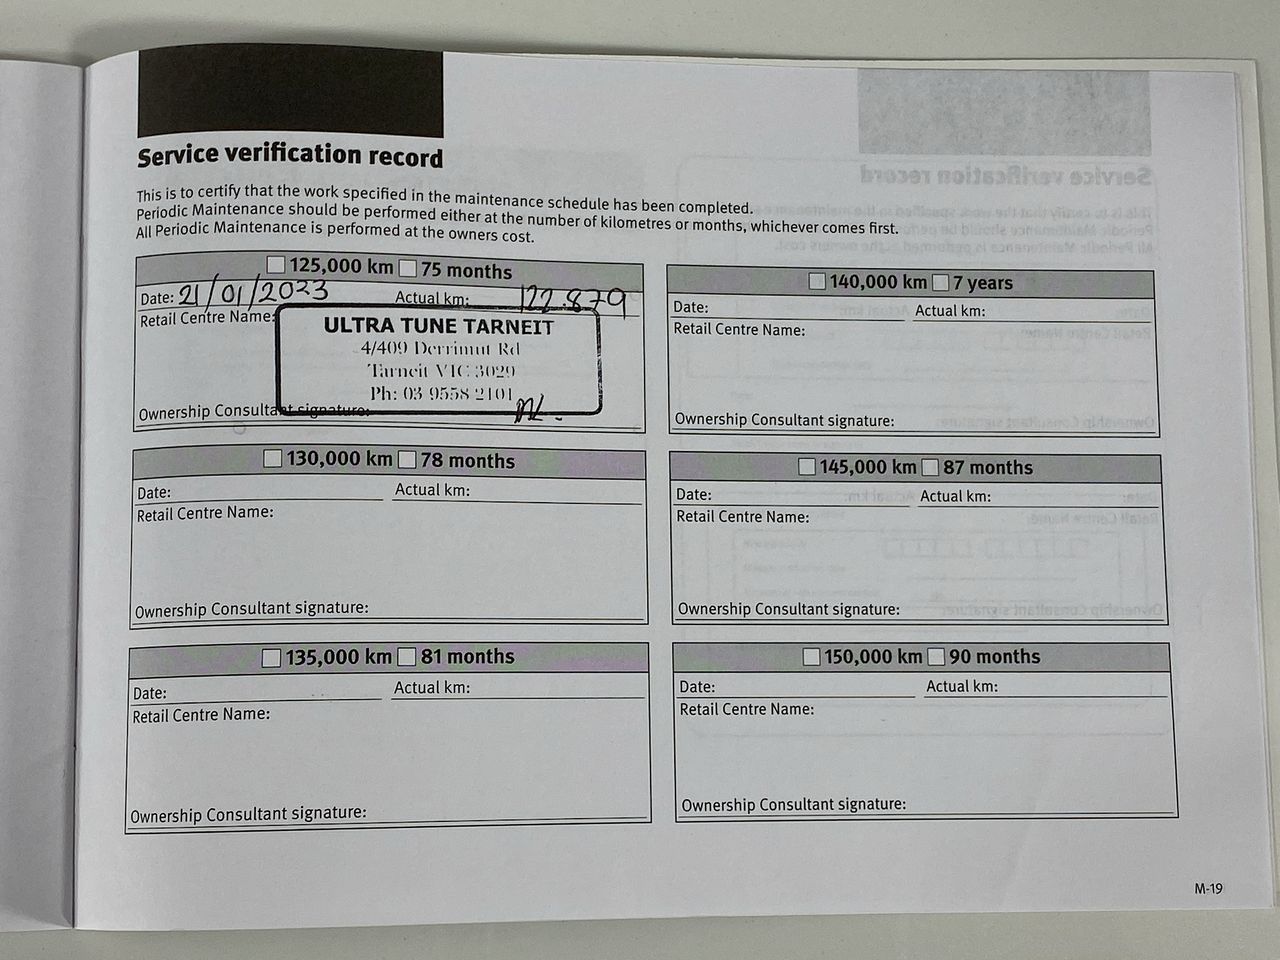 Service verification record
This is to certify that the work specified in the maintenance schedule has been completed.
Periodic Maintenance should be performed either at the number of kilometres or months, whichever comes first.
All Periodic Maintenance is performed at the owners cost.
125,000 km 75 months
Date: 21/01/2023 Actual km: 122.879
Retail Centre Name:
ULTRA TUNE TARNEIT
4/409 Derrimut Rd
Tarneit VIC 3029
Ph: 03 9558 2101
Ownership Consultant signature:
130,000 km 78 months
Date: Actual km:
Retail Centre Name:
Ownership Consultant signature:
135,000 km 81 months
Date: Actual km:
Retail Centre Name:
Ownership Consultant signature:
140,000 km 7 years
Date: Actual km:
Retail Centre Name:
Ownership Consultant signature:
145,000 km 87 months
Date: Actual km:
Retail Centre Name:
Ownership Consultant signature:
150,000 km 90 months
Date: Actual km:
Retail Centre Name:
Ownership Consultant signature:
M-19